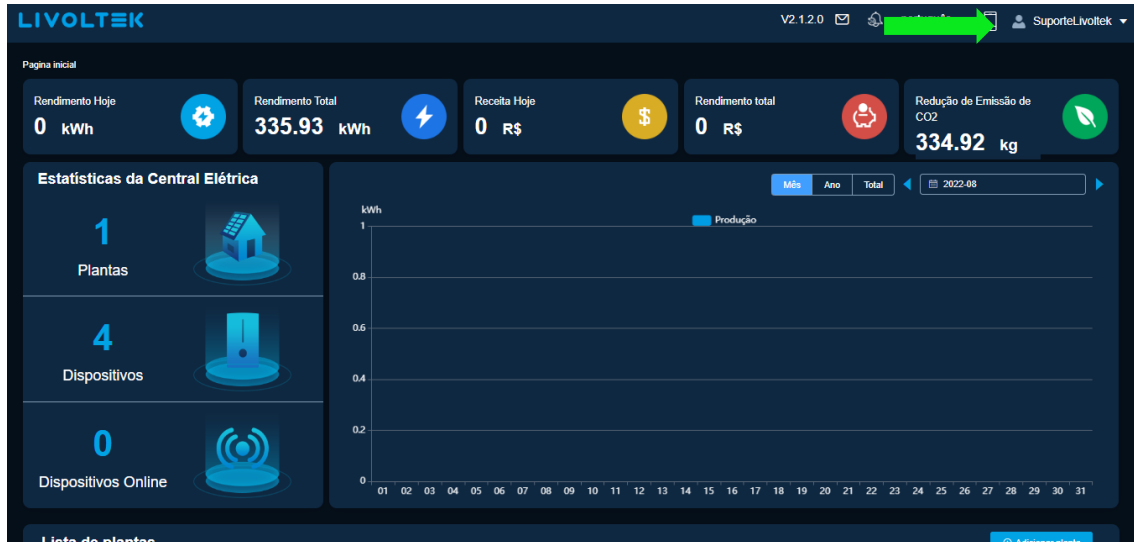 LIVOLTEK
V2.1.2.0
SuporteLivoltek
Pagina inicial
Rendimento Hoje
0 kWh
Rendimento Total
335.93 kWh
Receita Hoje
0 R$
$
Rendimento total
0 R$
Redução de Emissão de
CO2
334.92 kg
Estatísticas da Central Elétrica
1
Plantas
4
Dispositivos
0
Dispositivos Online
Mês Ano Total 2022-08
kWh
Produção
1
0.8
0.6
0.4
0.2
0
01 02 03 04 05 06 07 08 09 10 11 12 13 14 15 16 17 18 19 20 21 22 23 24 25 26 27 28 29 30 31
Lista de plantas